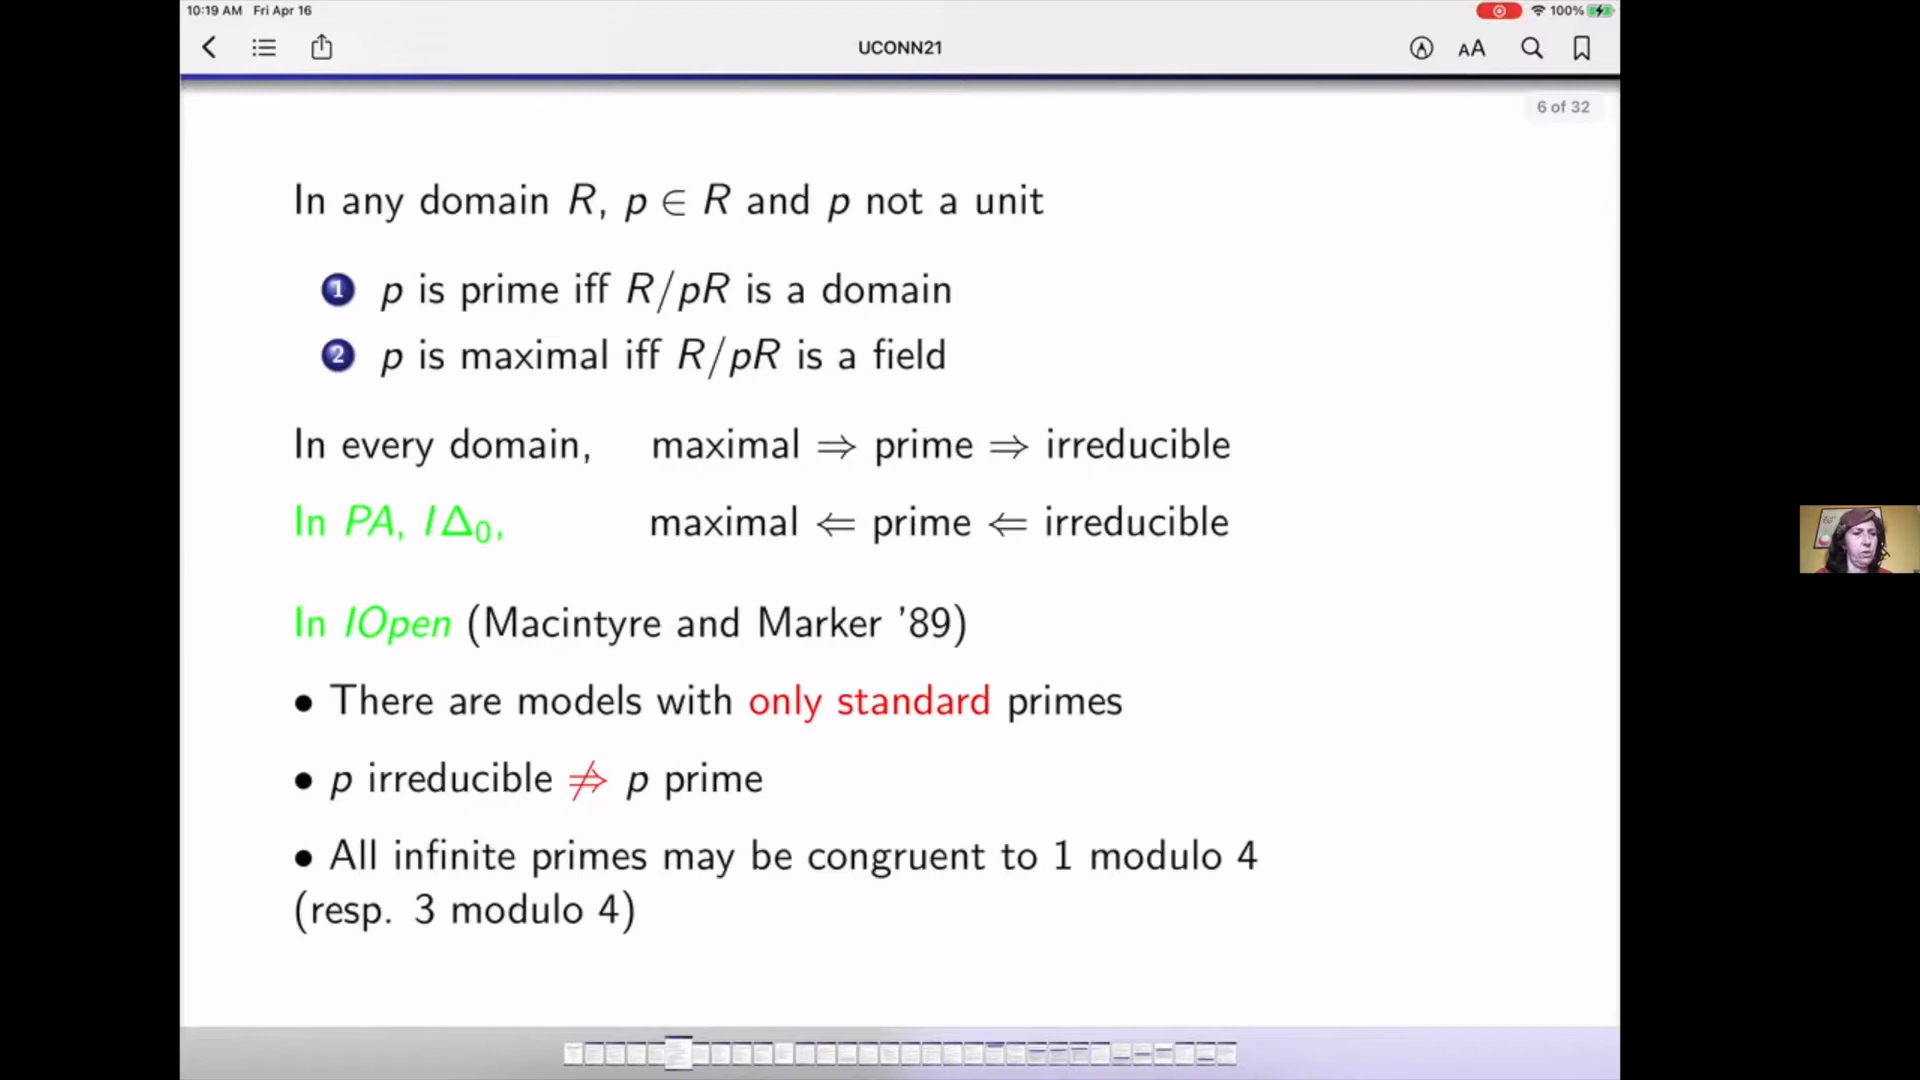 10:19 AM Fri Apr 16
100%
UCONN21
AA
6 of 32
In any domain R, p ∈ R and p not a unit
1 p is prime iff R/pR is a domain
2 p is maximal iff R/pR is a field
In every domain, maximal ⇒ prime ⇒ irreducible
In PA, IΔ₀, maximal ⇐ prime ⇐ irreducible
In IOpen (Macintyre and Marker ’89)
• There are models with only standard primes
• p irreducible ⇏ p prime
• All infinite primes may be congruent to 1 modulo 4
(resp. 3 modulo 4)